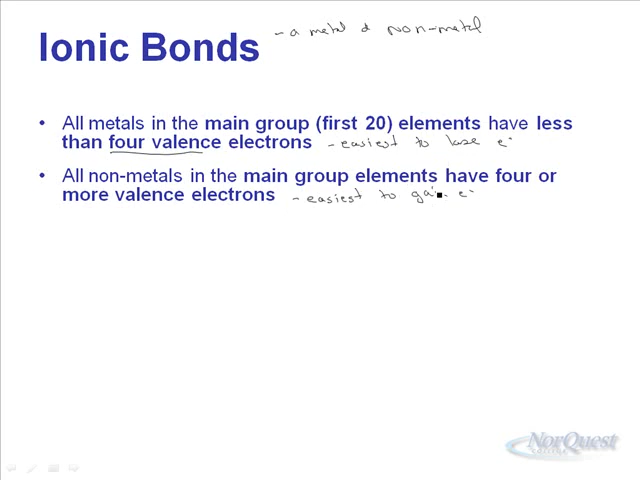 Ionic Bonds - a metal & non-metal
• All metals in the main group (first 20) elements have less
than four valence electrons - easiest to lose e-
• All non-metals in the main group elements have four or
more valence electrons - easiest to gain e-
NorQuest
COLLEGE